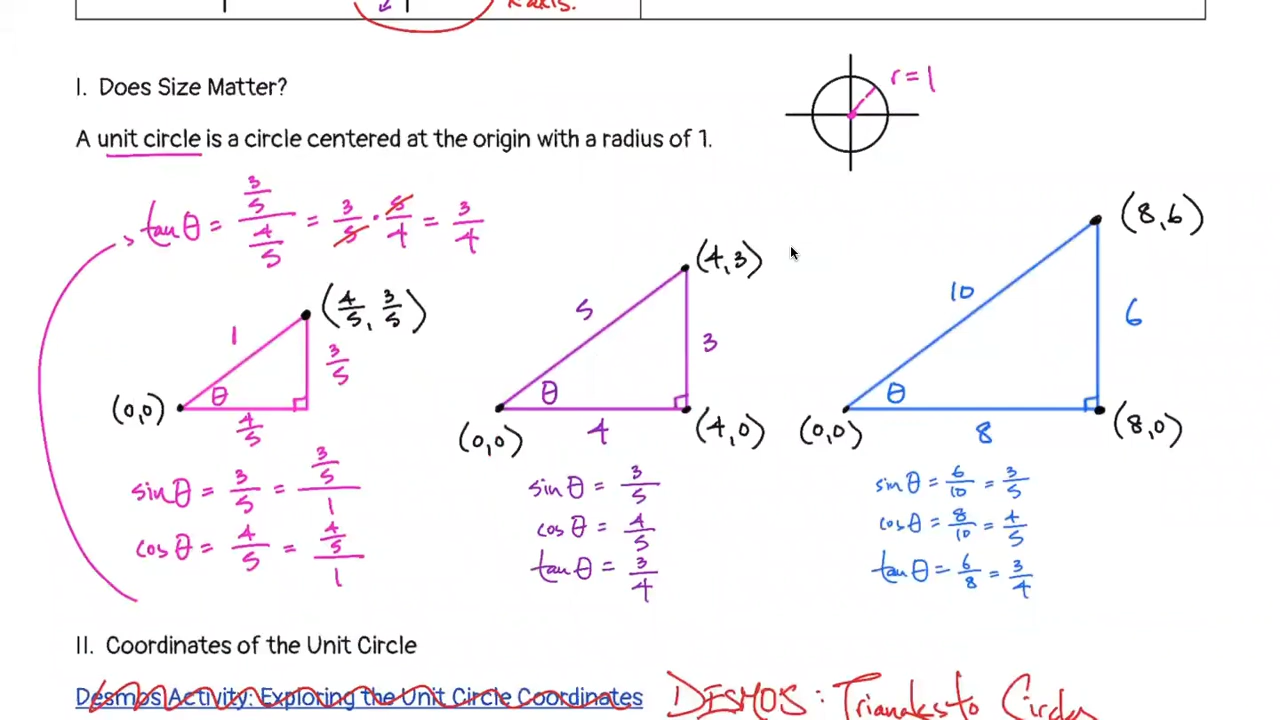 x axis.
I. Does Size Matter?
r = 1
A unit circle is a circle centered at the origin with a radius of 1.
tan θ = (3/5)/(4/5) = 3/5 · 5/4 = 3/4
(4/5, 3/5)
1
3/5
θ
(0,0)
4/5
sin θ = 3/5 = (3/5)/1
cos θ = 4/5 = (4/5)/1
(4,3)
5
3
θ
(0,0)
4
(4,0)
sin θ = 3/5
cos θ = 4/5
tan θ = 3/4
(8,6)
10
6
θ
(0,0)
8
(8,0)
sin θ = 6/10 = 3/5
cos θ = 8/10 = 4/5
tan θ = 6/8 = 3/4
II. Coordinates of the Unit Circle
Desmos Activity: Exploring the Unit Circle Coordinates
DESMOS : Triangles to Circles